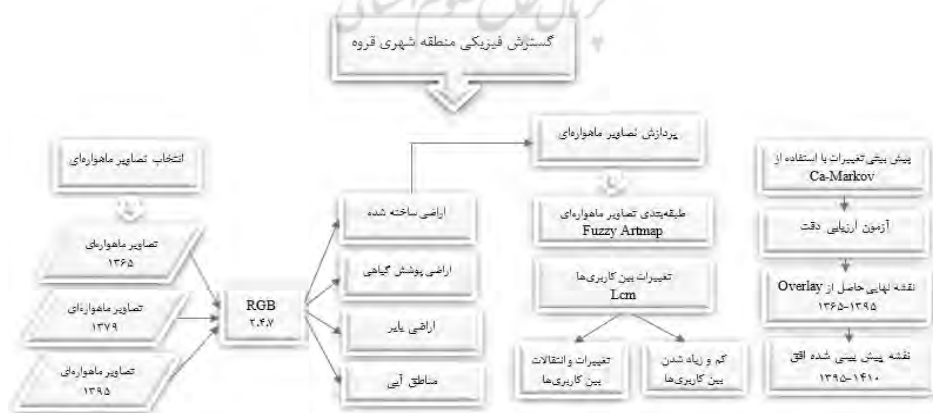 گسترش فیزیکی منطقه شهری قروه
انتخاب تصاویر ماهواره‌ای
تصاویر ماهواره‌ای
۱۳۶۵
تصاویر ماهواره‌ای
۱۳۷۹
تصاویر ماهواره‌ای
۱۳۹۵
RGB
۲.۴.۷
اراضی ساخته شده
اراضی پوشش گیاهی
اراضی بایر
مناطق آبی
پردازش تصاویر ماهواره‌ای
طبقه‌بندی تصاویر ماهواره‌ای
Fuzzy Artmap
تغییرات بین کاربری‌ها
Lcm
تغییرات و انتقالات
بین کاربری‌ها
کم و زیاد شدن
بین کاربری‌ها
پیش بینی تغییرات با استفاده از
Ca-Markov
آزمون ارزیابی دقت
نقشه نهایی حاصل از Overlay
۱۳۶۵-۱۳۹۵
نقشه پیش بینی شده افق
۱۳۹۵-۱۴۱۰